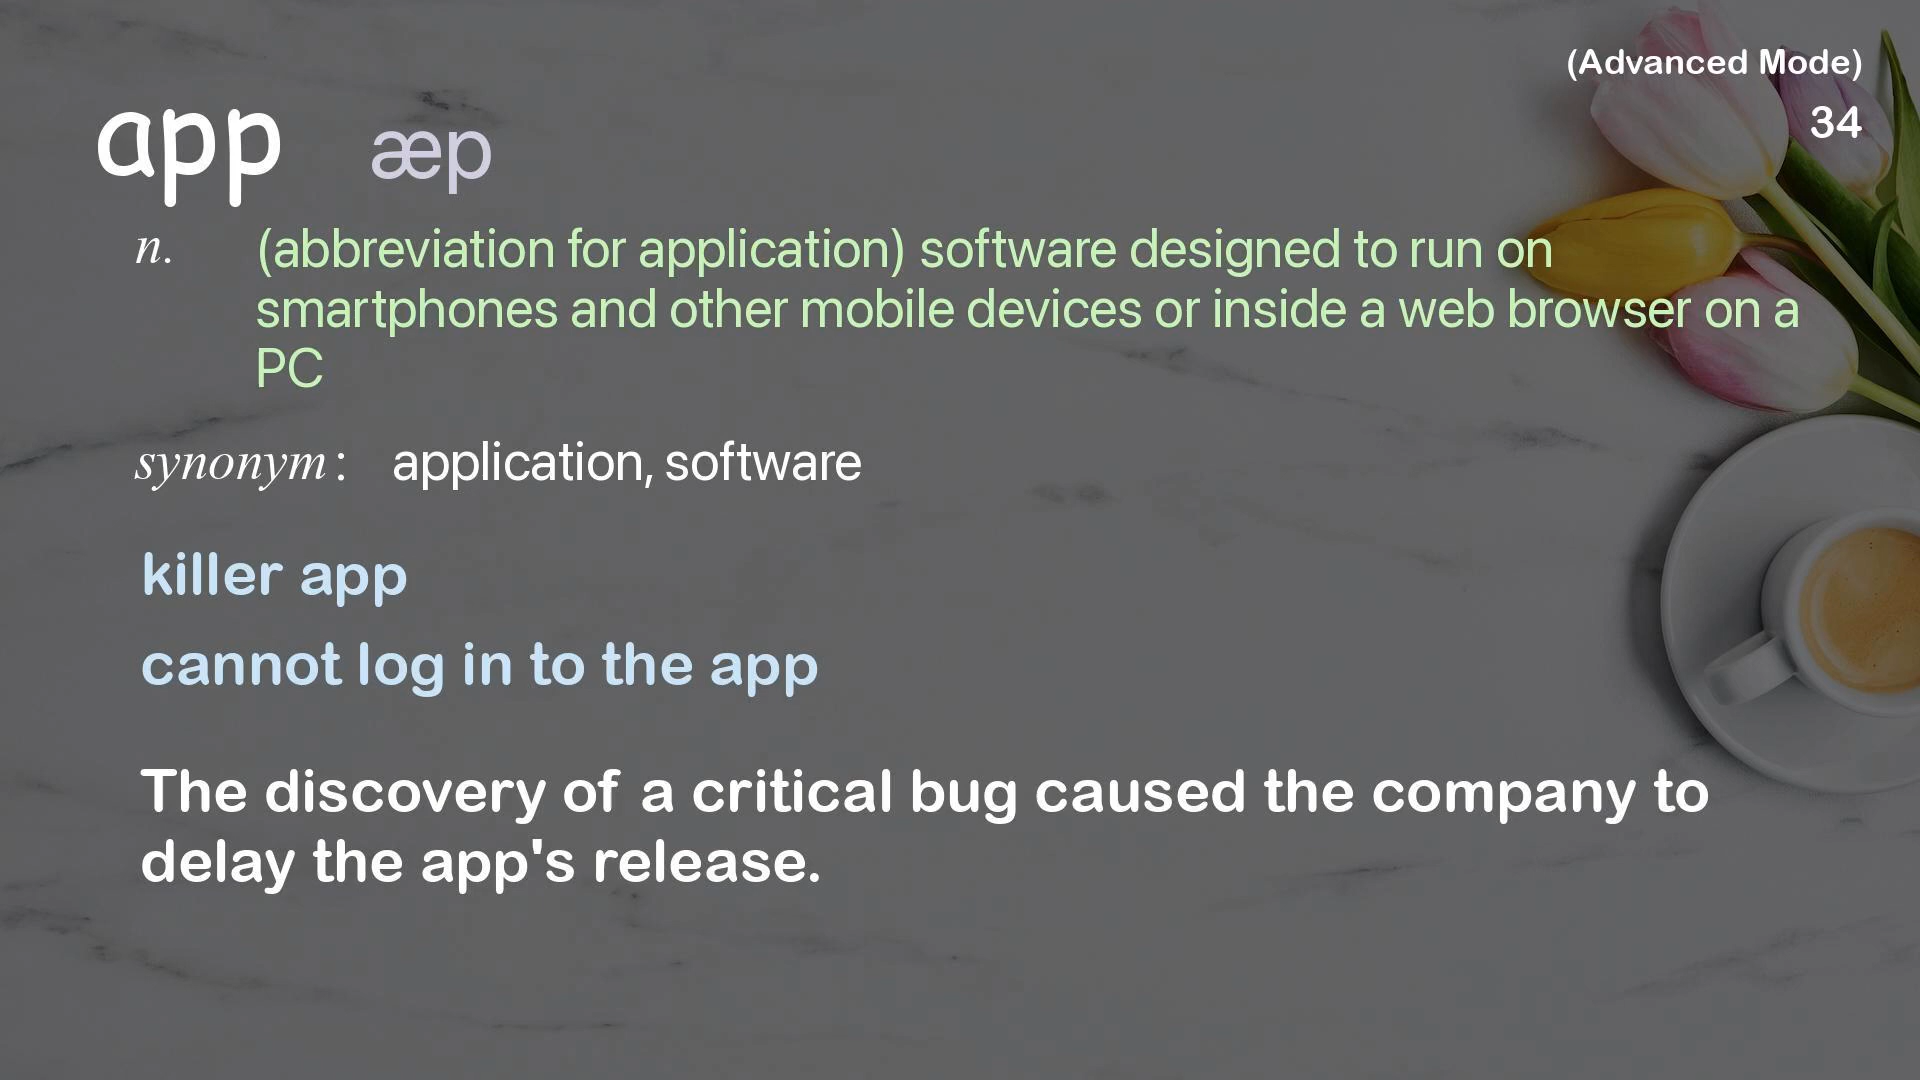 (Advanced Mode)
34
app æp
n. (abbreviation for application) software designed to run on
smartphones and other mobile devices or inside a web browser on a
PC
synonym: application, software
killer app
cannot log in to the app
The discovery of a critical bug caused the company to
delay the app's release.